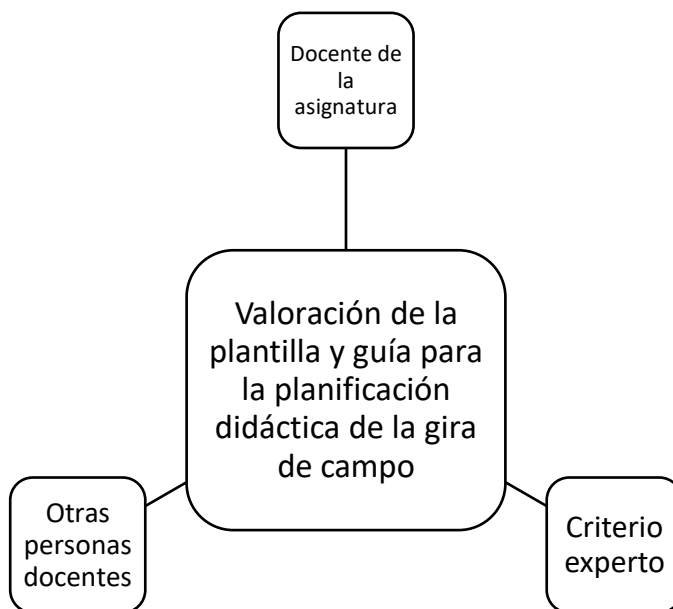 Docente de
la
asignatura
Valoración de la
plantilla y guía para
la planificación
didáctica de la gira
de campo
Otras
personas
docentes
Criterio
experto